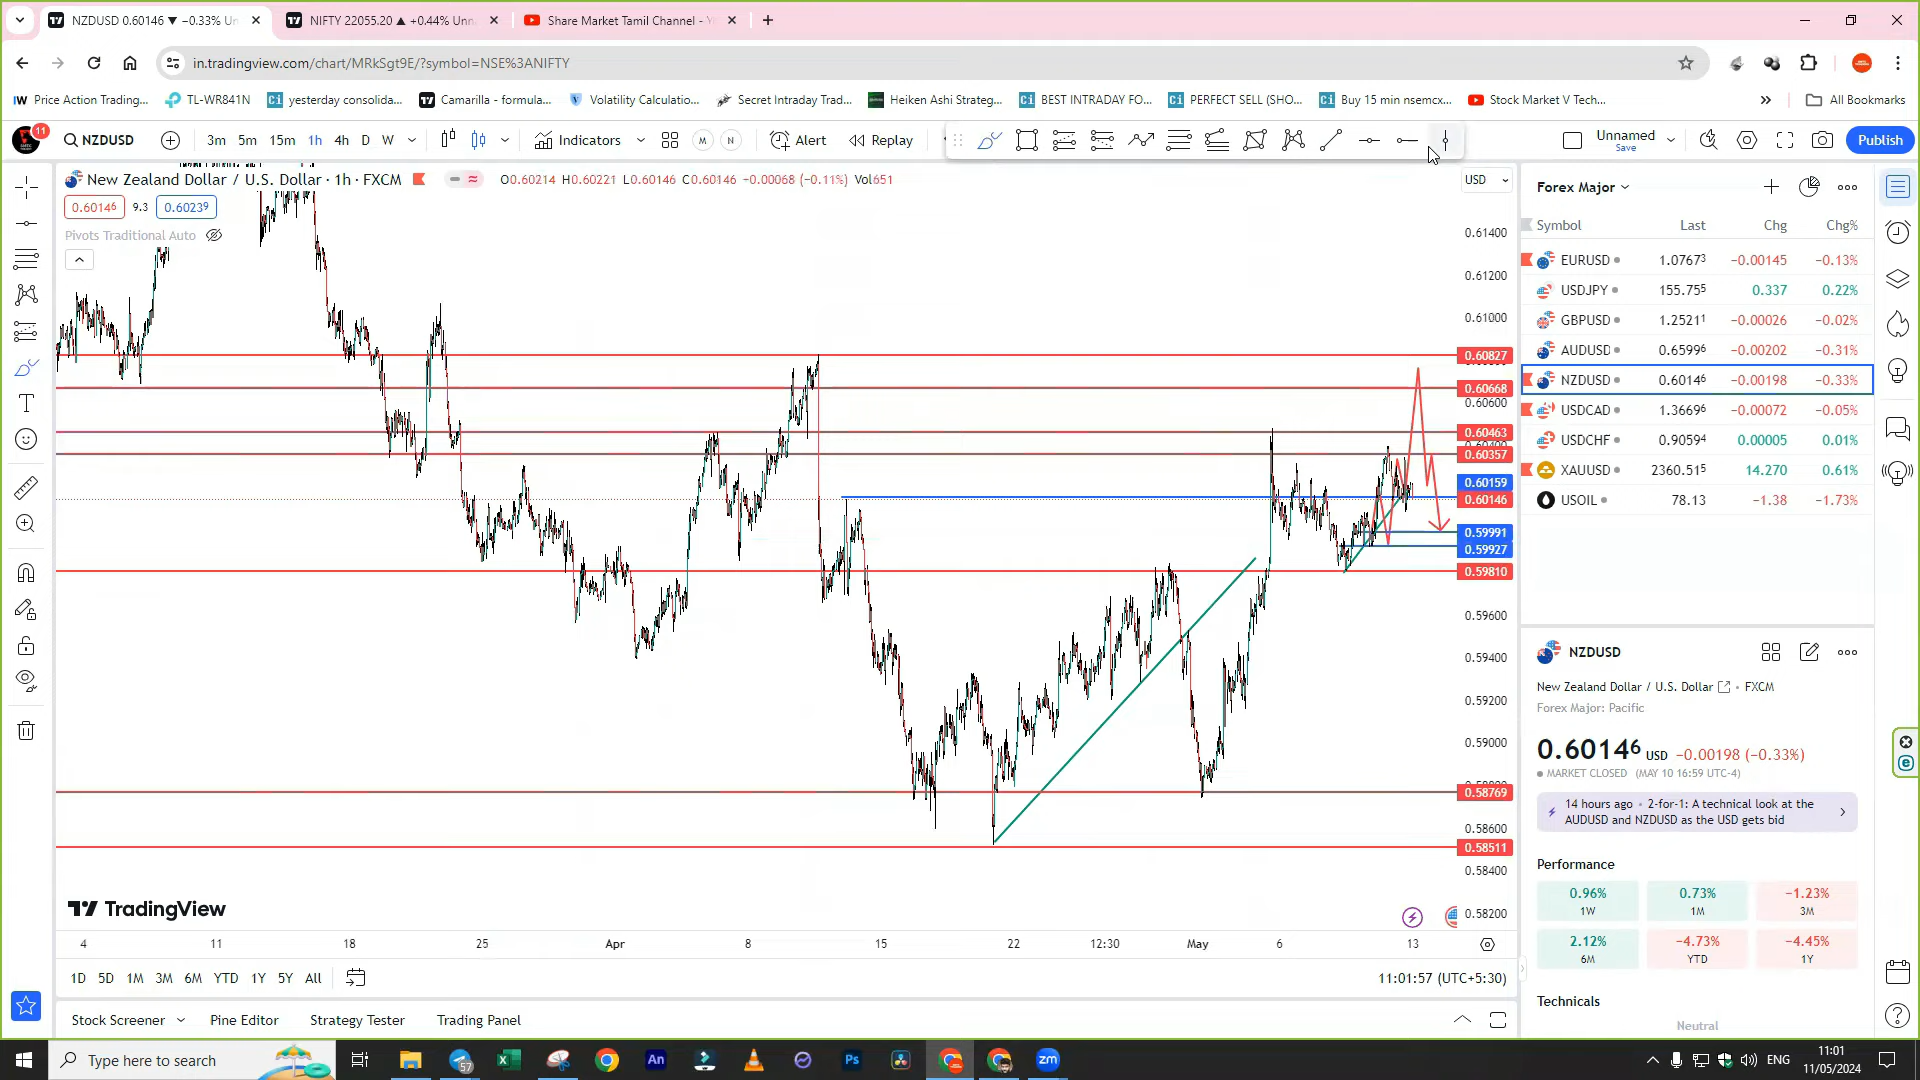 NZDUSD 0.60146 ▼ −0.33% Un
NIFTY 22055.20 ▲ +0.44% Unn
Share Market Tamil Channel - Y
in.tradingview.com/chart/MRkSgt9E/?symbol=NSE%3ANIFTY
Price Action Trading...
TL-WR841N
yesterday consolida...
Camarilla - formula...
Volatility Calculatio...
Secret Intraday Trad...
Heiken Ashi Strateg...
BEST INTRADAY FO...
PERFECT SELL (SHO...
Buy 15 min nsemcx...
Stock Market V Tech...
All Bookmarks
11
NZDUSD
3m 5m 15m 1h 4h D W
Indicators
M N
Alert
Replay
Unnamed
Save
Publish
New Zealand Dollar / U.S. Dollar · 1h · FXCM
O0.60214 H0.60221 L0.60146 C0.60146 −0.00068 (−0.11%) Vol651
USD
0.60146 9.3 0.60239
Pivots Traditional Auto
0.61400
0.61200
0.61000
0.60827
0.60668
0.60600
0.60463
0.60357
0.60159
0.60146
0.59991
0.59927
0.59810
0.59600
0.59400
0.59200
0.59000
0.58769
0.58600
0.58511
0.58400
0.58200
TradingView
4 11 18 25 Apr 8 15 22 12:30 May 6 13
1D 5D 1M 3M 6M YTD 1Y 5Y All
11:01:57 (UTC+5:30)
Stock Screener
Pine Editor
Strategy Tester
Trading Panel
Forex Major
Symbol Last Chg Chg%
EURUSD 1.07673 −0.00145 −0.13%
USDJPY 155.755 0.337 0.22%
GBPUSD 1.25211 −0.00026 −0.02%
AUDUSD 0.65996 −0.00202 −0.31%
NZDUSD 0.60146 −0.00198 −0.33%
USDCAD 1.36696 −0.00072 −0.05%
USDCHF 0.90594 0.00005 0.01%
XAUUSD 2360.515 14.270 0.61%
USOIL 78.13 −1.38 −1.73%
NZDUSD
New Zealand Dollar / U.S. Dollar • FXCM
Forex Major: Pacific
0.60146 USD −0.00198 (−0.33%)
MARKET CLOSED (MAY 10 16:59 UTC-4)
14 hours ago • 2-for-1: A technical look at the
AUDUSD and NZDUSD as the USD gets bid
Performance
0.96% 0.73% −1.23%
1W 1M 3M
2.12% −4.73% −4.45%
6M YTD 1Y
Technicals
Neutral
Type here to search
57
An
Ps
zm
ENG
11:01
11/05/2024